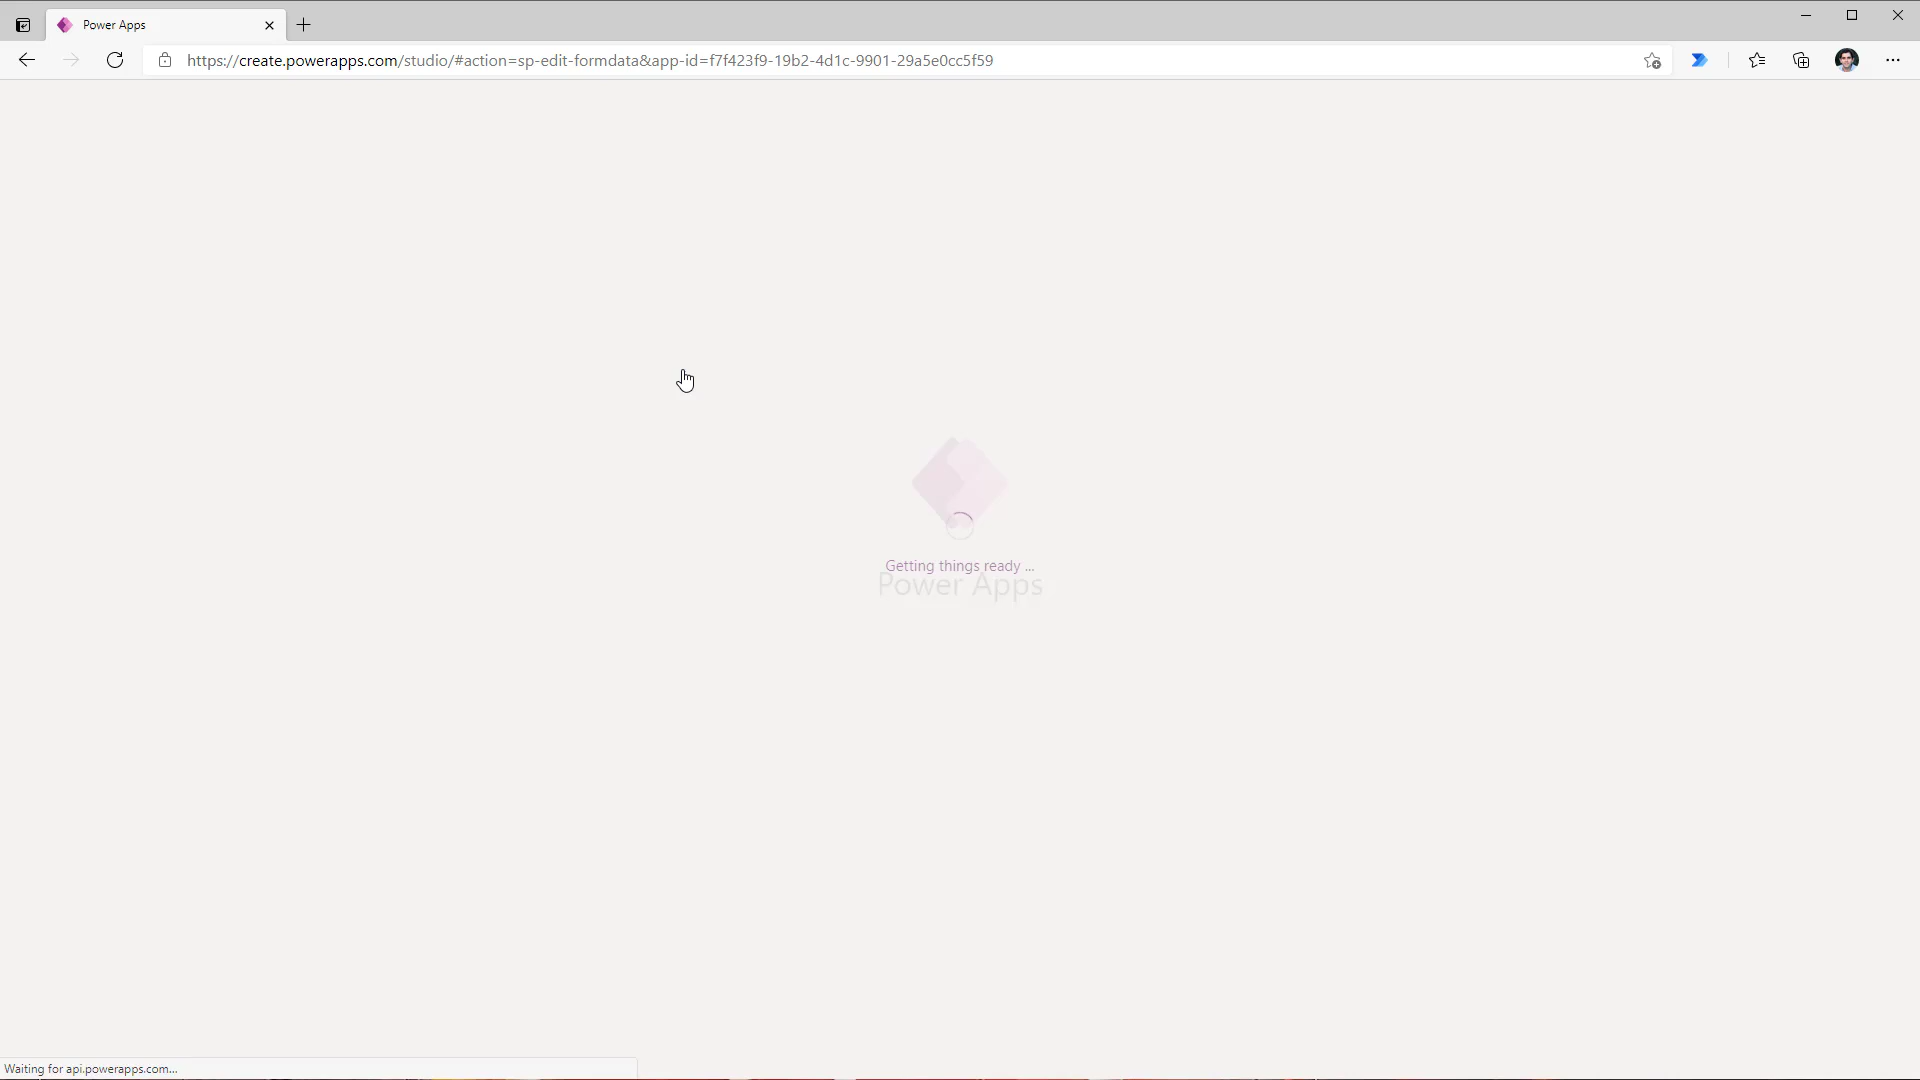 Power Apps
https://create.powerapps.com/studio/#action=sp-edit-formdata&app-id=f7f423f9-19b2-4d1c-9901-29a5e0cc5f59
Getting things ready ...
Power Apps
Waiting for api.powerapps.com...